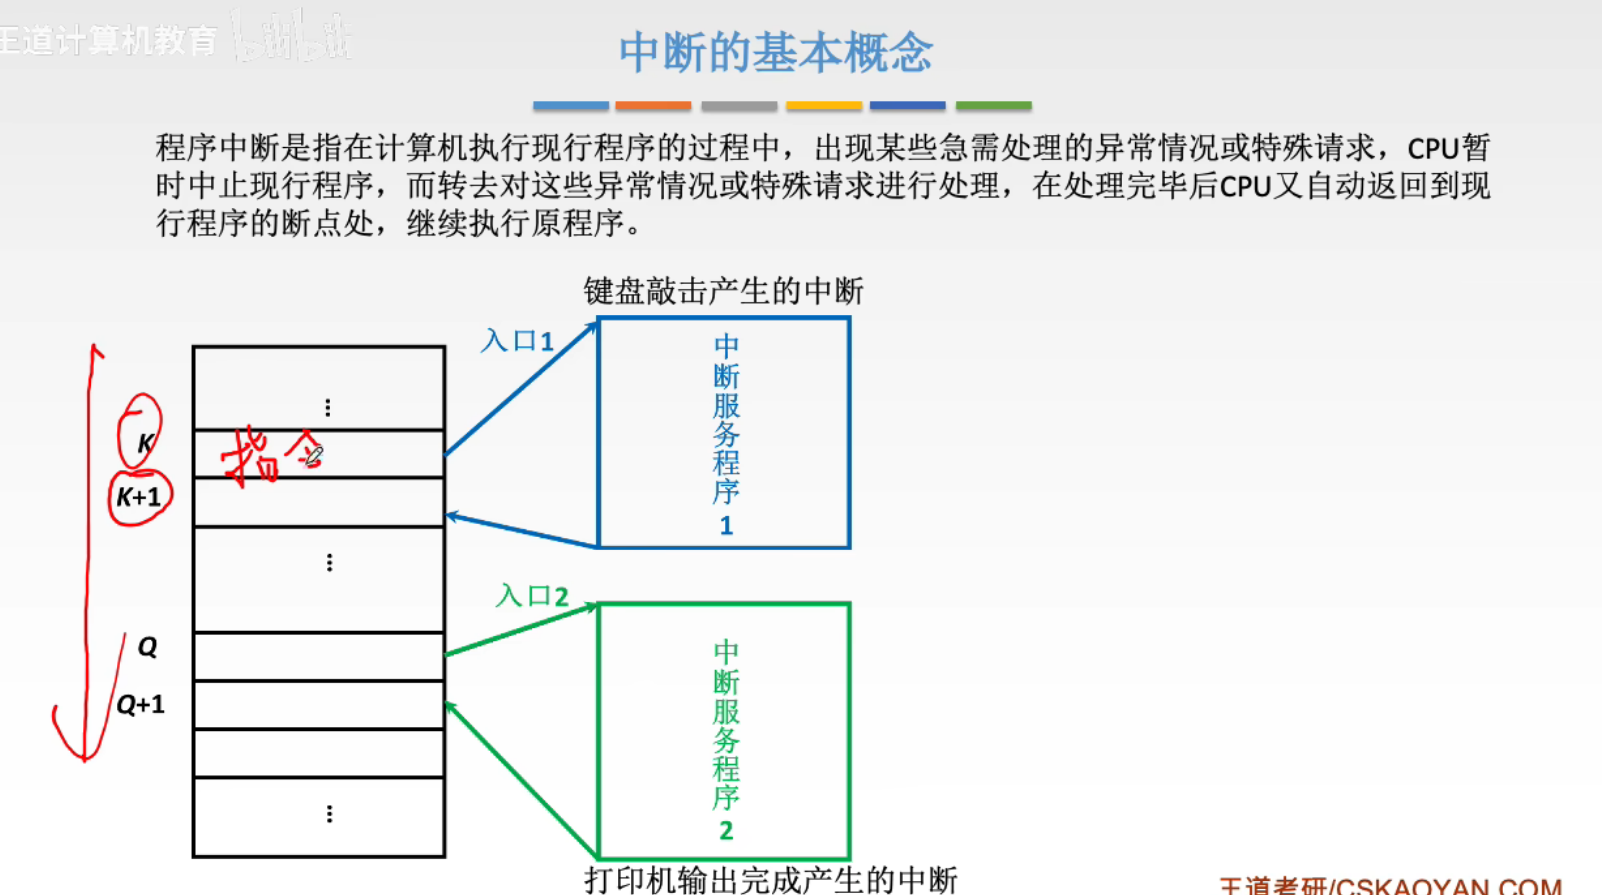 王道计算机教育 bilibili
中断的基本概念
程序中断是指在计算机执行现行程序的过程中，出现某些急需处理的异常情况或特殊请求，CPU暂
时中止现行程序，而转去对这些异常情况或特殊请求进行处理，在处理完毕后CPU又自动返回到现
行程序的断点处，继续执行原程序。
键盘敲击产生的中断
入口1
中断服务程序1
⋮
K
指令
K+1
⋮
入口2
中断服务程序2
Q
Q+1
⋮
打印机输出完成产生的中断
王道考研/CSKAOYAN.COM